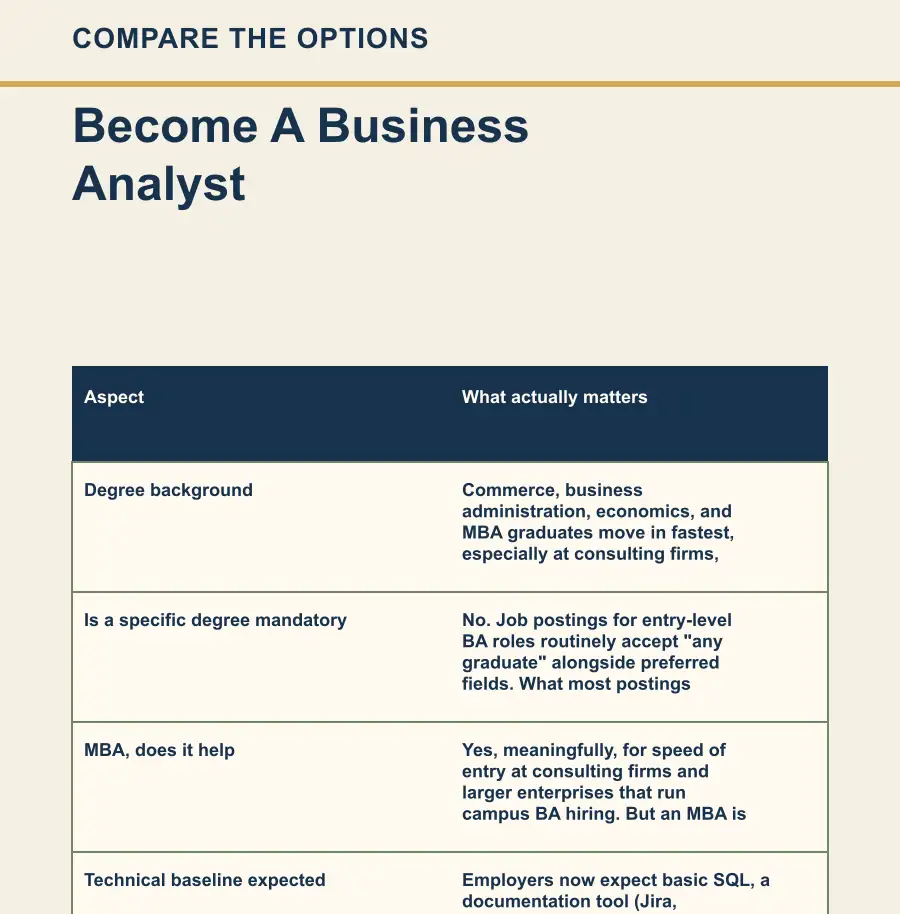 COMPARE THE OPTIONS
Become A Business
Analyst
Aspect
What actually matters
Degree background
Commerce, business
administration, economics, and
MBA graduates move in fastest,
especially at consulting firms,
Is a specific degree mandatory
No. Job postings for entry-level
BA roles routinely accept "any
graduate" alongside preferred
fields. What most postings
MBA, does it help
Yes, meaningfully, for speed of
entry at consulting firms and
larger enterprises that run
campus BA hiring. But an MBA is
Technical baseline expected
Employers now expect basic SQL, a
documentation tool (Jira,